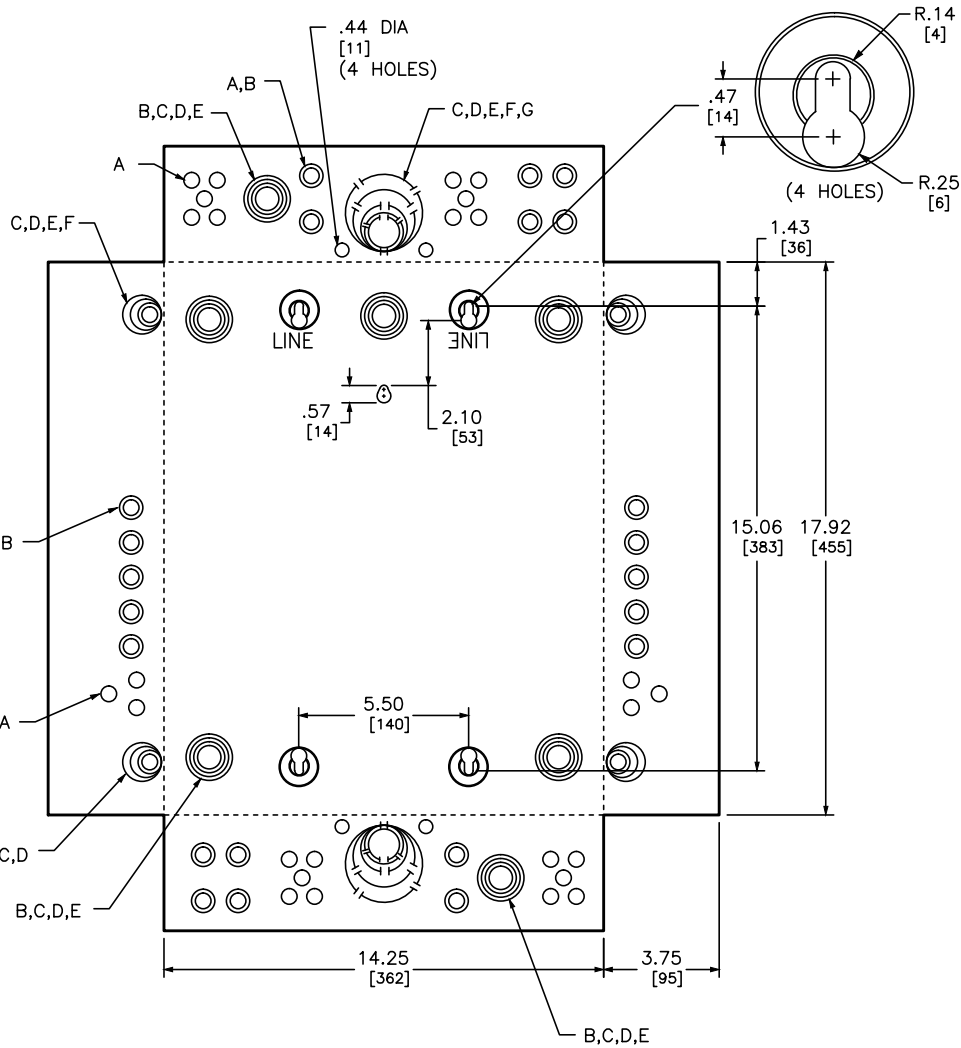 .44 DIA
[11]
(4 HOLES)
A,B
B,C,D,E
C,D,E,F,G
A
C,D,E,F
R.14
[4]
.47
[14]
(4 HOLES)
R.25
[6]
1.43
[36]
LINE
LINE
.57
[14]
2.10
[53]
B
15.06
[383]
17.92
[455]
A
5.50
[140]
C,D
B,C,D,E
14.25
[362]
3.75
[95]
B,C,D,E